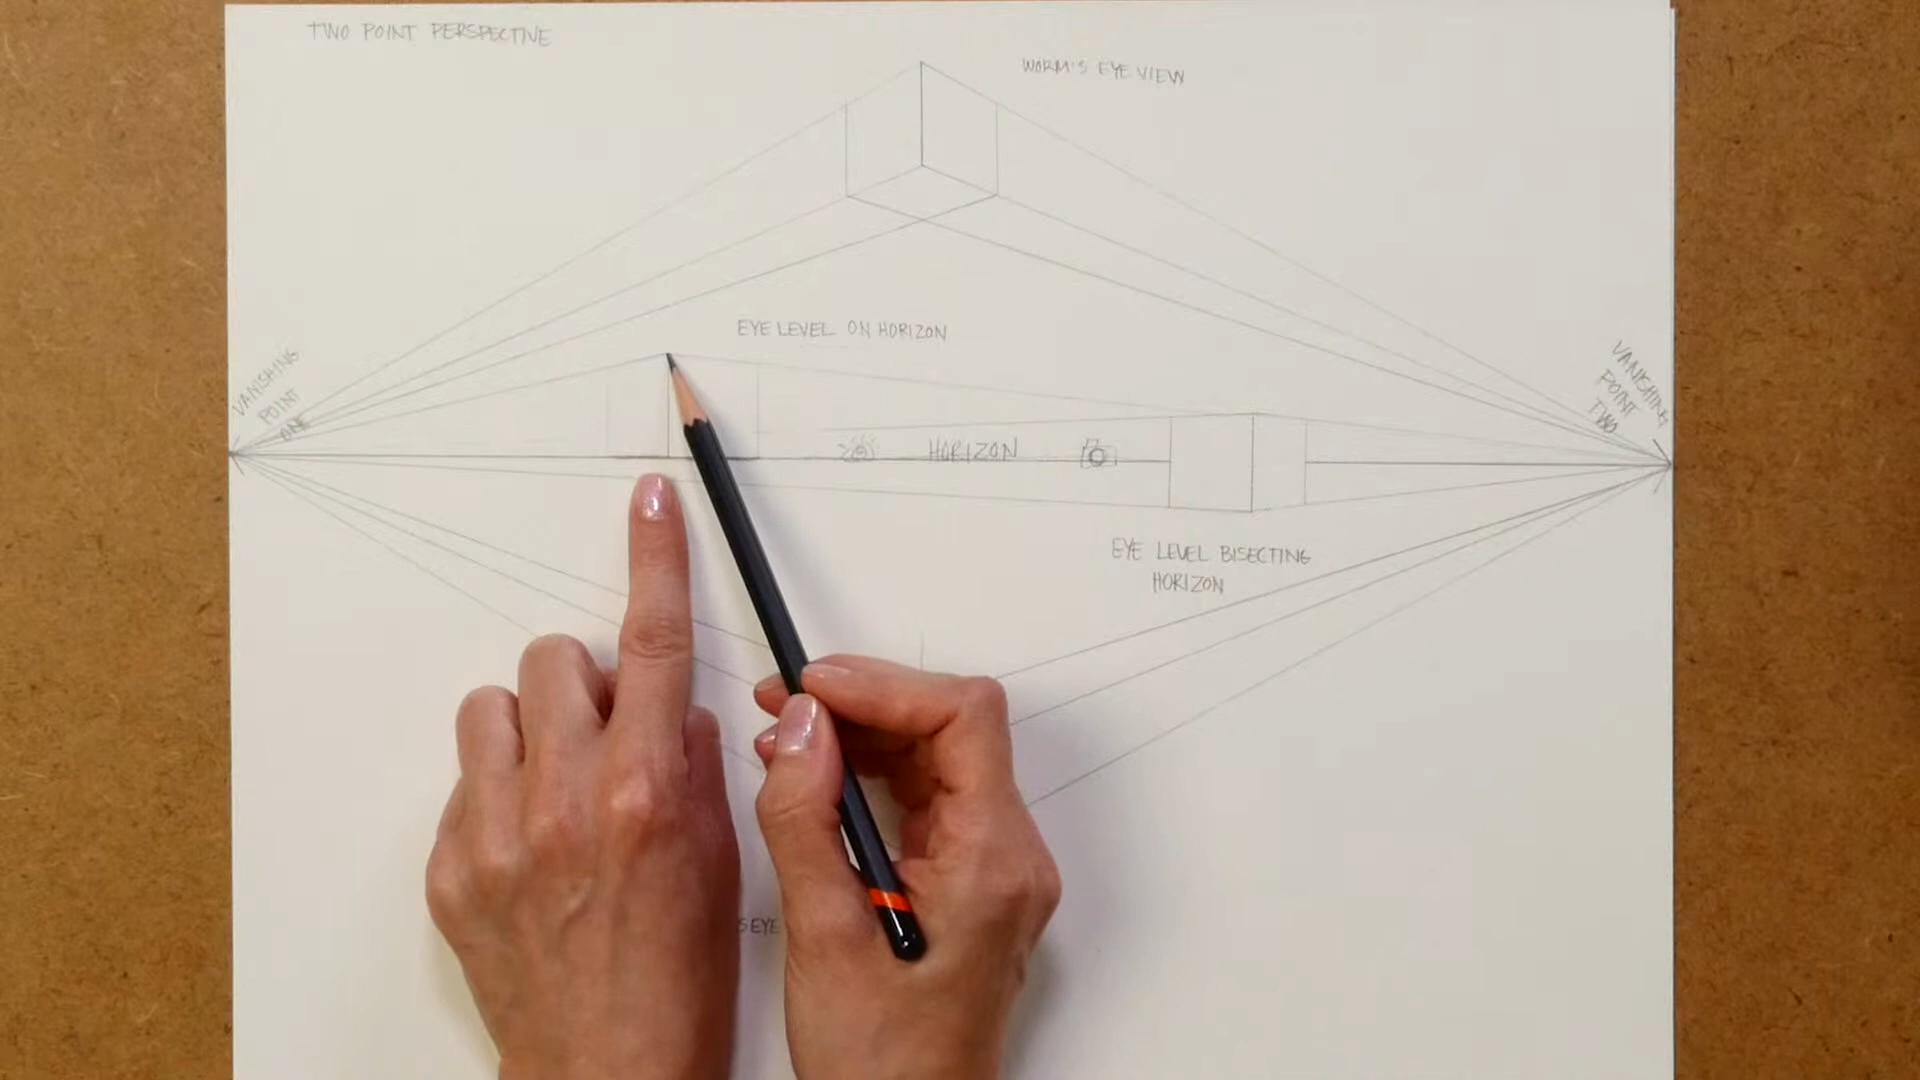 TWO POINT PERSPECTIVE
WORM'S EYE VIEW
EYE LEVEL ON HORIZON
VANISHING
POINT
ONE
HORIZON
VANISHING
POINT
TWO
EYE LEVEL BISECTING
HORIZON
S EYE